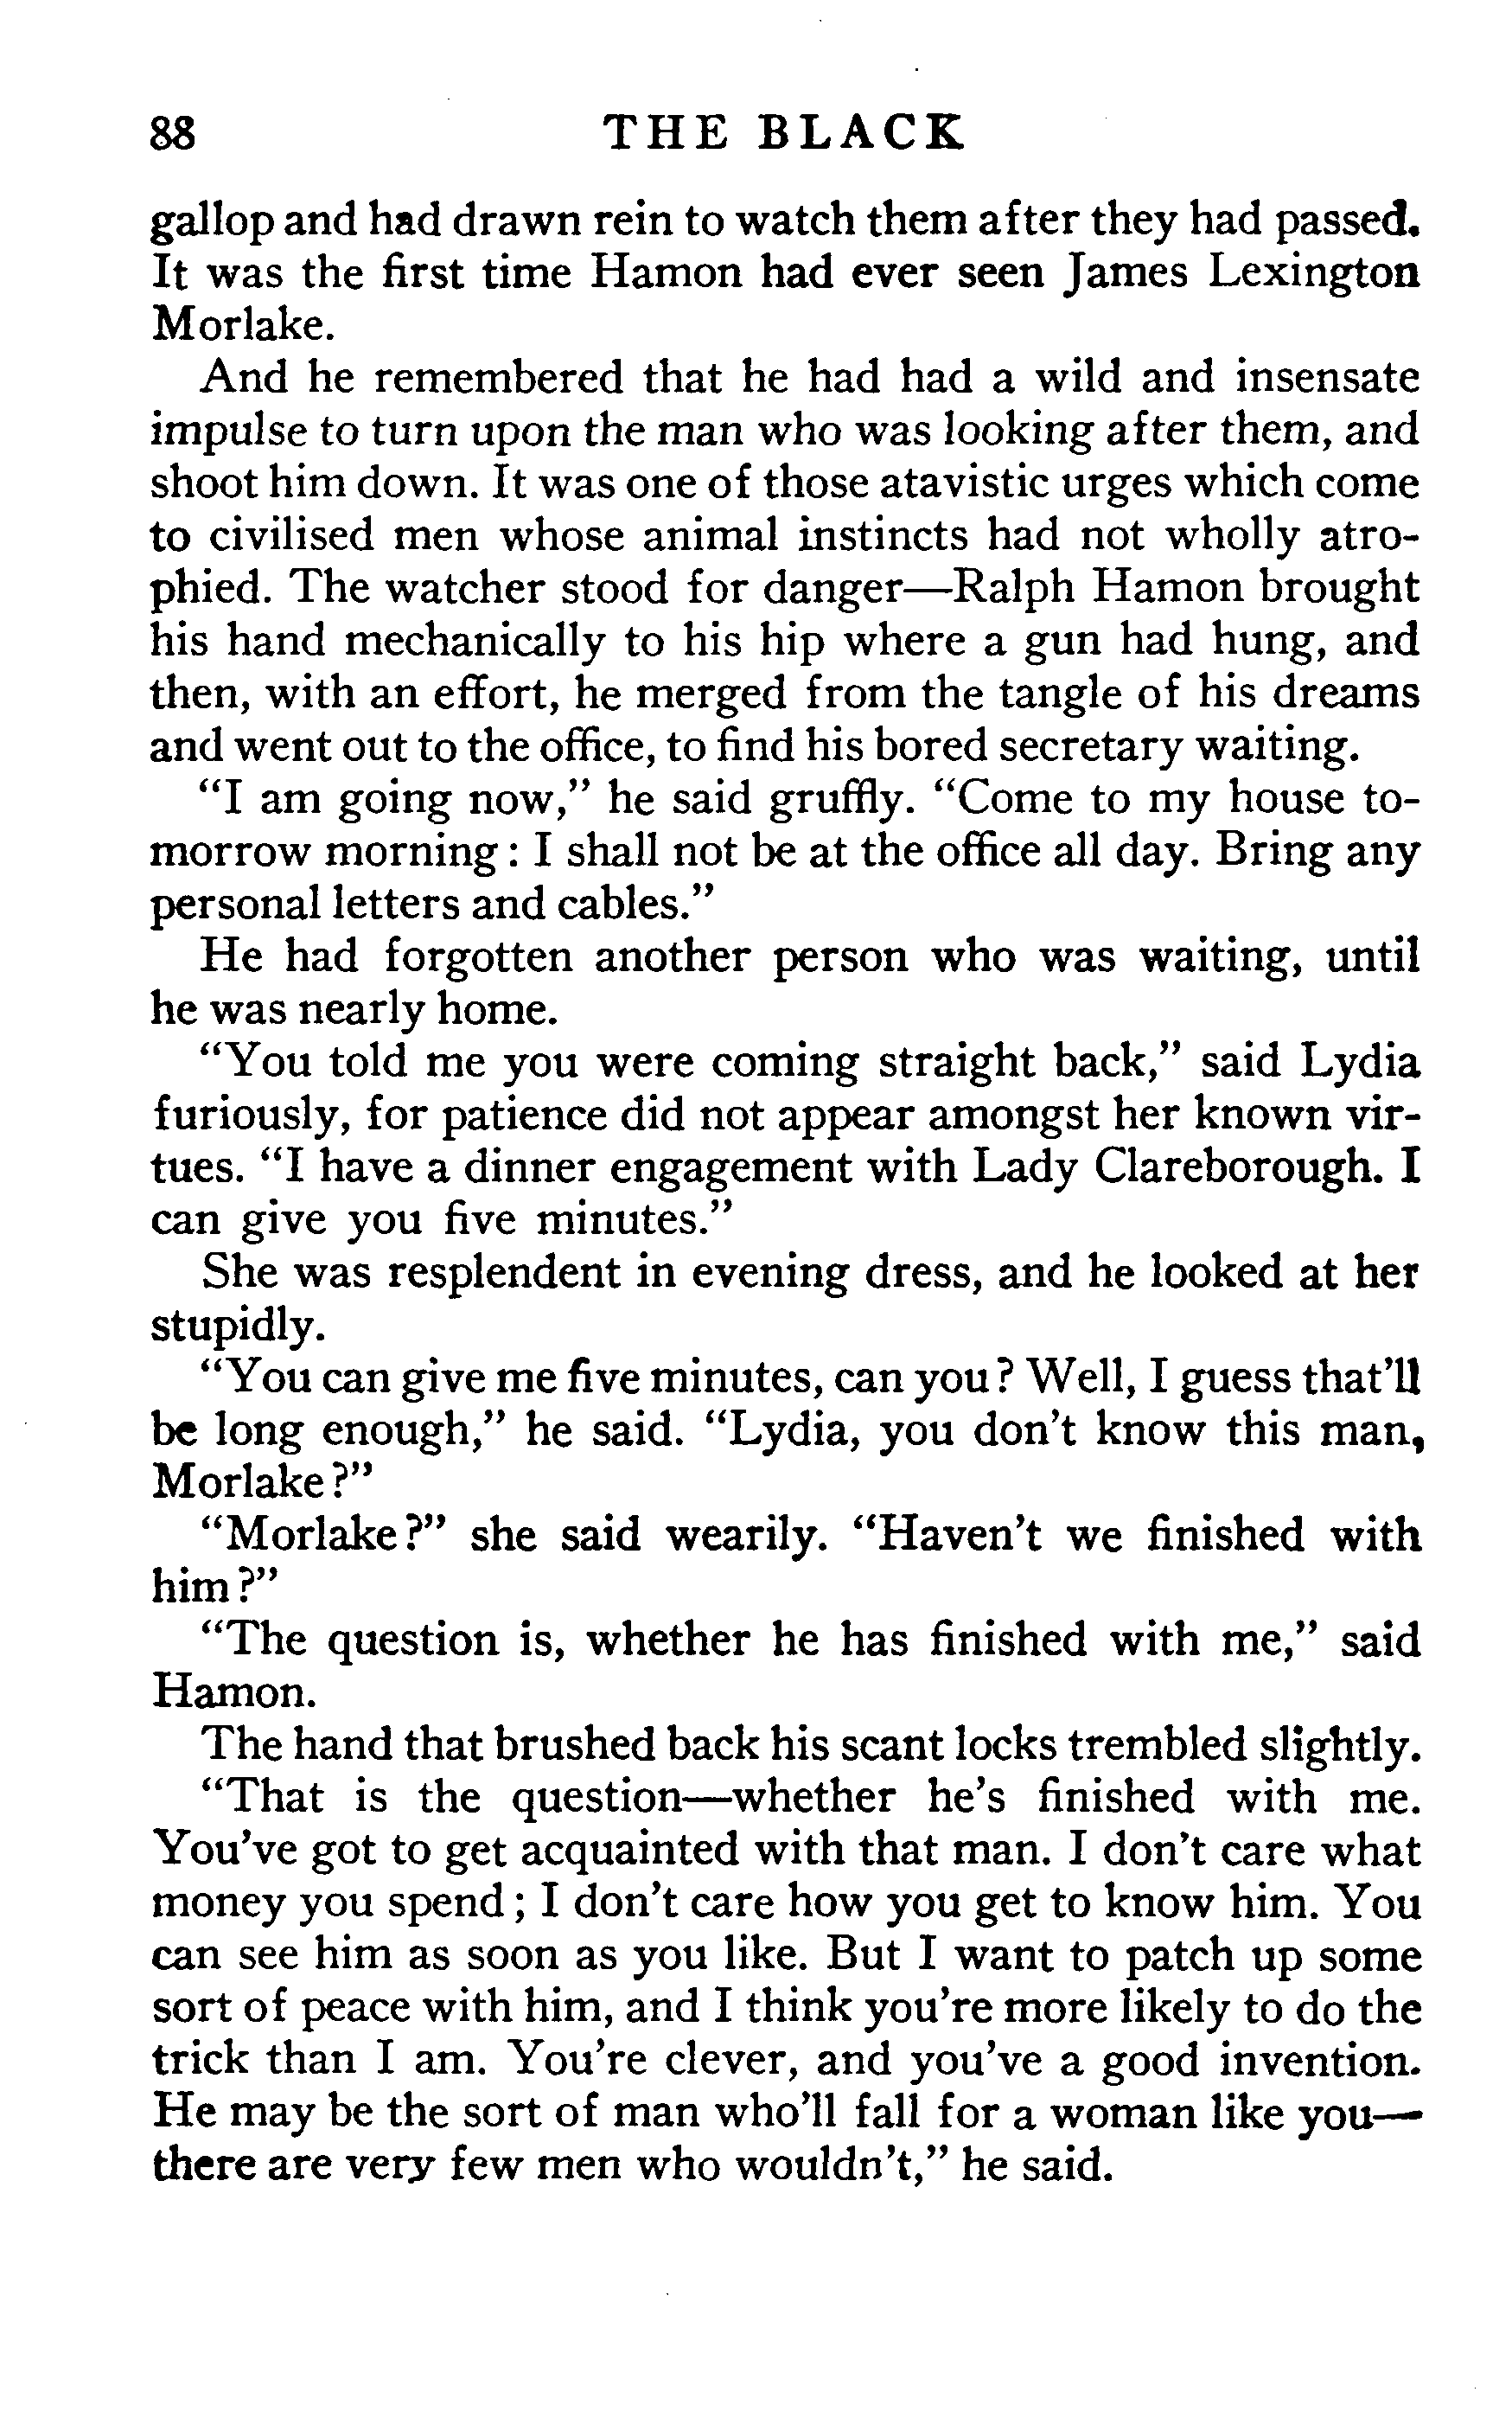 88 THE BLACK
gallop and had drawn rein to watch them after they had passed.
It was the first time Hamon had ever seen James Lexington
Morlake.
And he remembered that he had had a wild and insensate
impulse to turn upon the man who was looking after them, and
shoot him down. It was one of those atavistic urges which come
to civilised men whose animal instincts had not wholly atro-
phied. The watcher stood for danger—Ralph Hamon brought
his hand mechanically to his hip where a gun had hung, and
then, with an effort, he merged from the tangle of his dreams
and went out to the office, to find his bored secretary waiting.
“I am going now,” he said gruffly. “Come to my house to-
morrow morning: I shall not be at the office all day. Bring any
personal letters and cables.”
He had forgotten another person who was waiting, until
he was nearly home.
“You told me you were coming straight back,” said Lydia
furiously, for patience did not appear amongst her known vir-
tues. “I have a dinner engagement with Lady Clareborough. I
can give you five minutes.”
She was resplendent in evening dress, and he looked at her
stupidly.
“You can give me five minutes, can you? Well, I guess that’ll
be long enough,” he said. “Lydia, you don’t know this man,
Morlake?”
“Morlake?” she said wearily. “Haven’t we finished with
him?”
“The question is, whether he has finished with me,” said
Hamon.
The hand that brushed back his scant locks trembled slightly.
“That is the question—whether he’s finished with me.
You’ve got to get acquainted with that man. I don’t care what
money you spend; I don’t care how you get to know him. You
can see him as soon as you like. But I want to patch up some
sort of peace with him, and I think you’re more likely to do the
trick than I am. You’re clever, and you’ve a good invention.
He may be the sort of man who’ll fall for a woman like you—
there are very few men who wouldn’t,” he said.